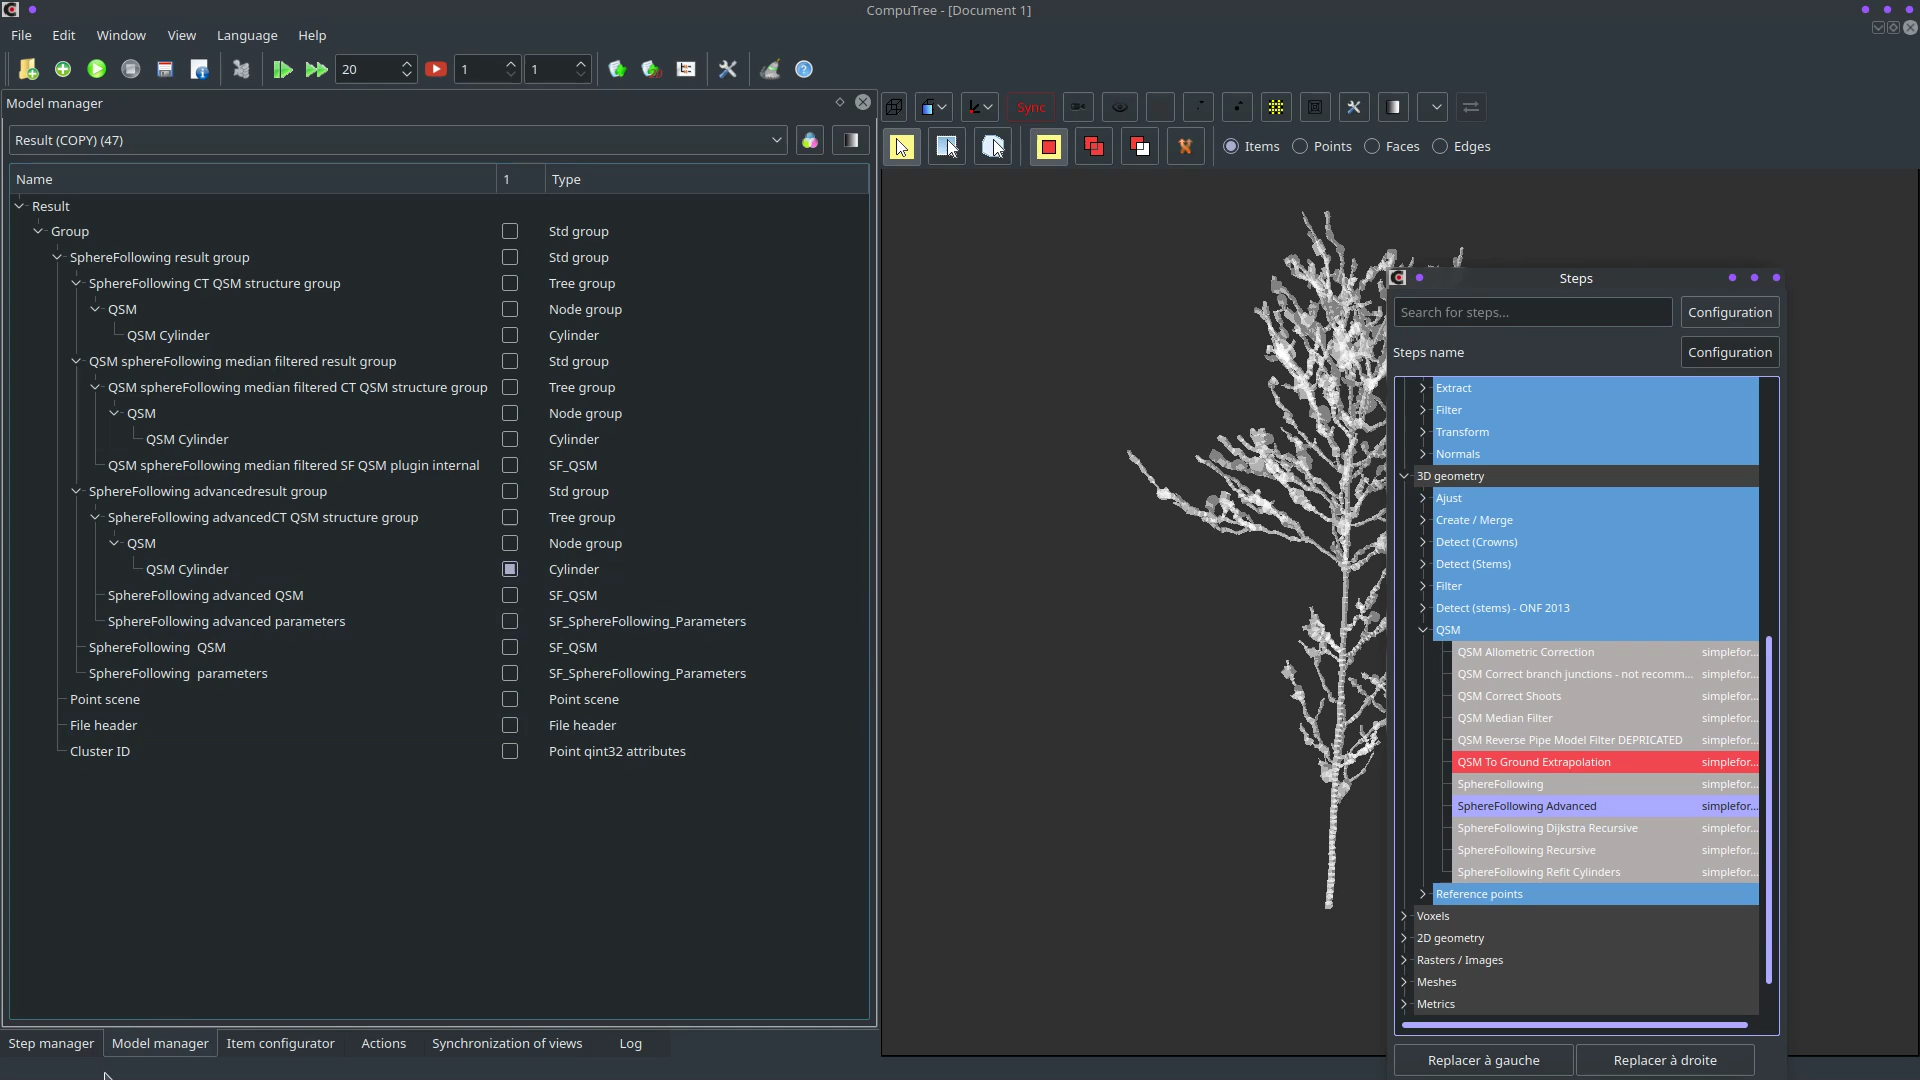 CompuTree - [Document 1]
File Edit Window View Language Help
20 1 1
Model manager
Sync
Result (COPY) (47)
Items Points Faces Edges
Name 1 Type
Result
Group Std group
SphereFollowing result group Std group
SphereFollowing CT QSM structure group Tree group
QSM Node group
QSM Cylinder Cylinder
QSM sphereFollowing median filtered result group Std group
QSM sphereFollowing median filtered CT QSM structure group Tree group
QSM Node group
QSM Cylinder Cylinder
QSM sphereFollowing median filtered SF QSM plugin internal SF_QSM
SphereFollowing advancedresult group Std group
SphereFollowing advancedCT QSM structure group Tree group
QSM Node group
QSM Cylinder Cylinder
SphereFollowing advanced QSM SF_QSM
SphereFollowing advanced parameters SF_SphereFollowing_Parameters
SphereFollowing QSM SF_QSM
SphereFollowing parameters SF_SphereFollowing_Parameters
Point scene Point scene
File header File header
Cluster ID Point qint32 attributes
Step manager Model manager Item configurator Actions Synchronization of views Log
Steps
Search for steps... Configuration
Steps name Configuration
Extract
Filter
Transform
Normals
3D geometry
Ajust
Create / Merge
Detect (Crowns)
Detect (Stems)
Filter
Detect (stems) - ONF 2013
QSM
QSM Allometric Correction simplefor...
QSM Correct branch junctions - not recomm... simplefor...
QSM Correct Shoots simplefor...
QSM Median Filter simplefor...
QSM Reverse Pipe Model Filter DEPRICATED simplefor...
QSM To Ground Extrapolation simplefor...
SphereFollowing simplefor...
SphereFollowing Advanced simplefor...
SphereFollowing Dijkstra Recursive simplefor...
SphereFollowing Recursive simplefor...
SphereFollowing Refit Cylinders simplefor...
Reference points
Voxels
2D geometry
Rasters / Images
Meshes
Metrics
Replacer à gauche Replacer à droite